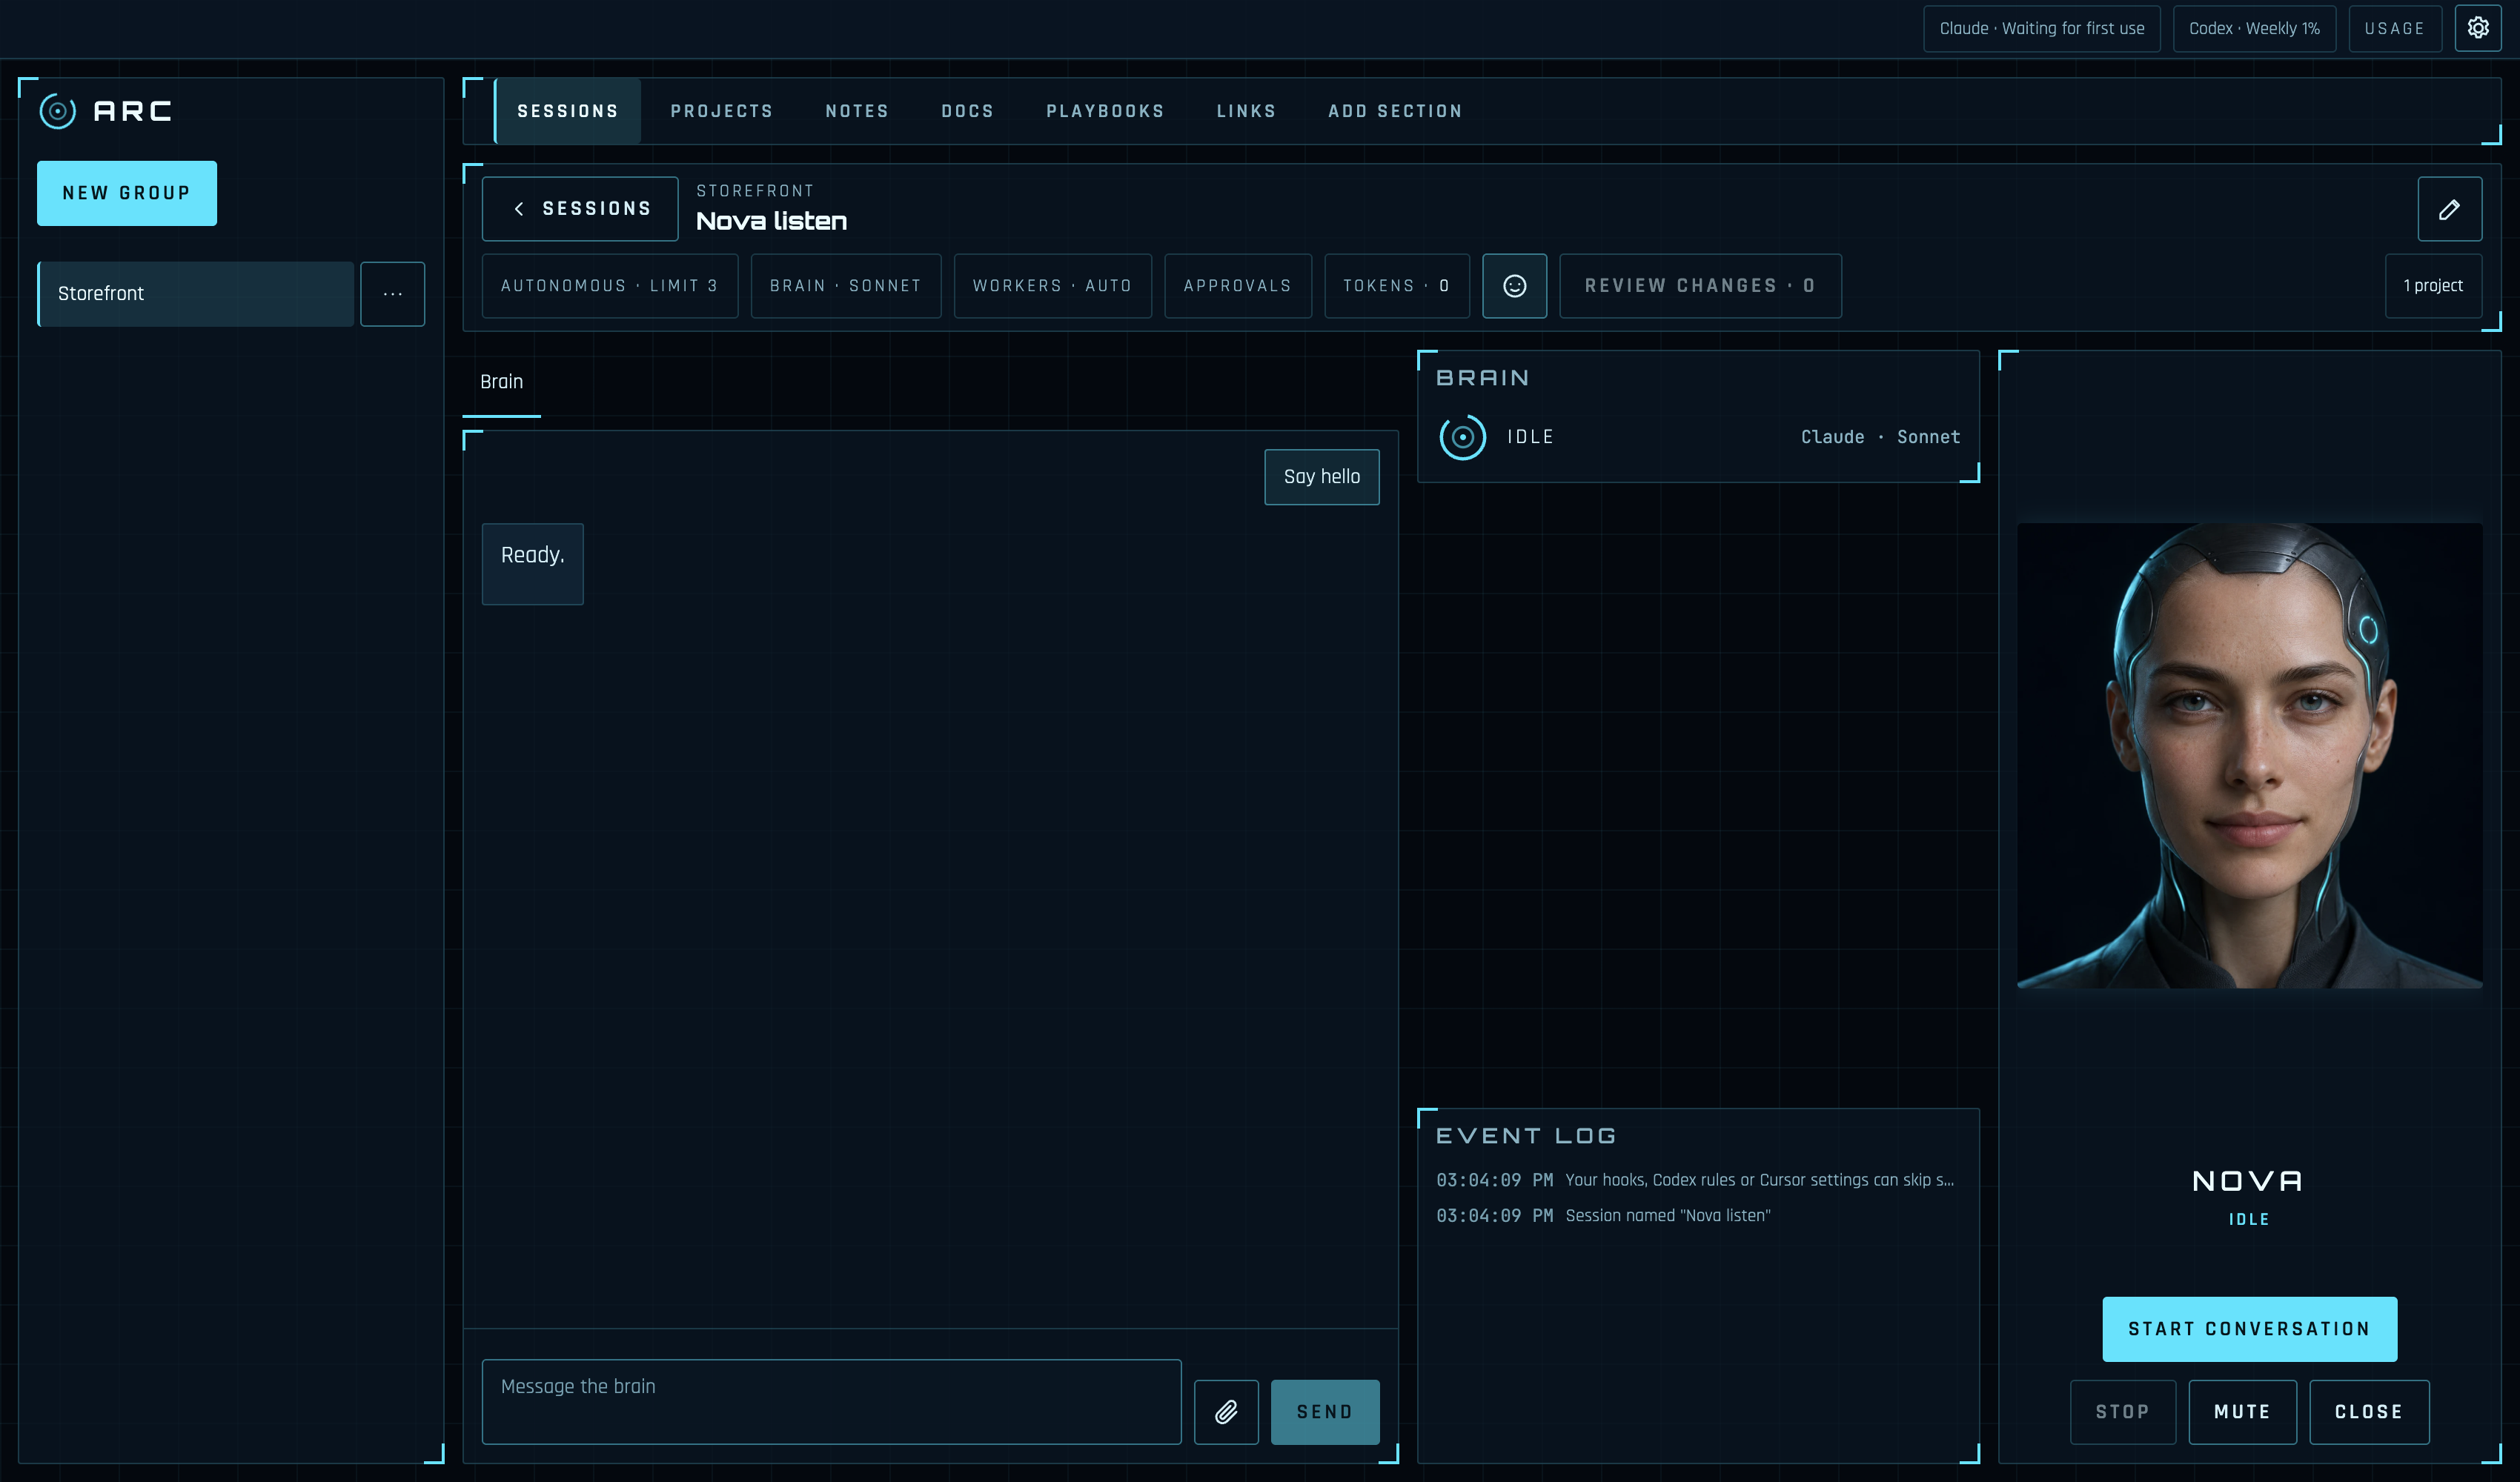 Claude · Waiting for first use
Codex · Weekly 1%
USAGE
ARC
NEW GROUP
Storefront
...
SESSIONS
PROJECTS
NOTES
DOCS
PLAYBOOKS
LINKS
ADD SECTION
SESSIONS
STOREFRONT
Nova listen
AUTONOMOUS · LIMIT 3
BRAIN · SONNET
WORKERS · AUTO
APPROVALS
TOKENS · 0
REVIEW CHANGES · 0
1 project
Brain
Say hello
Ready.
Message the brain
SEND
BRAIN
IDLE
Claude · Sonnet
EVENT LOG
03:04:09 PM Your hooks, Codex rules or Cursor settings can skip s...
03:04:09 PM Session named "Nova listen"
NOVA
IDLE
START CONVERSATION
STOP
MUTE
CLOSE